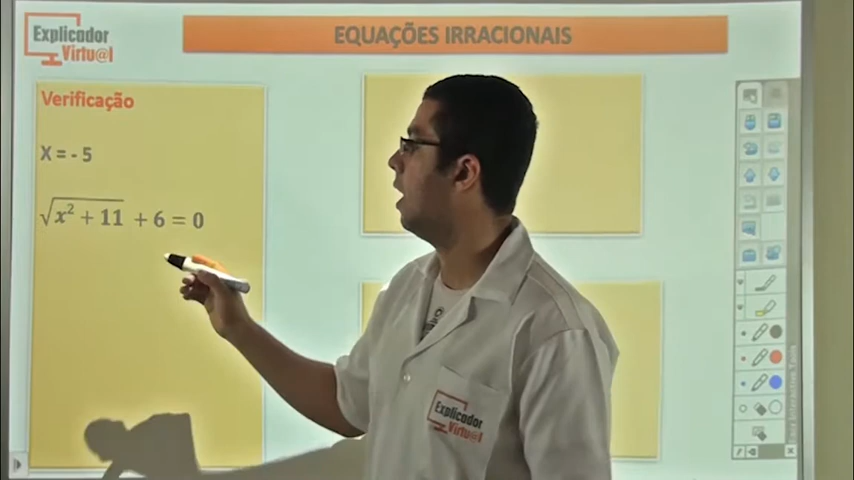 Explicador
Virtu@l
EQUAÇÕES IRRACIONAIS
Verificação
X = - 5
√x² + 11 + 6 = 0
Explicador
Virtu@l